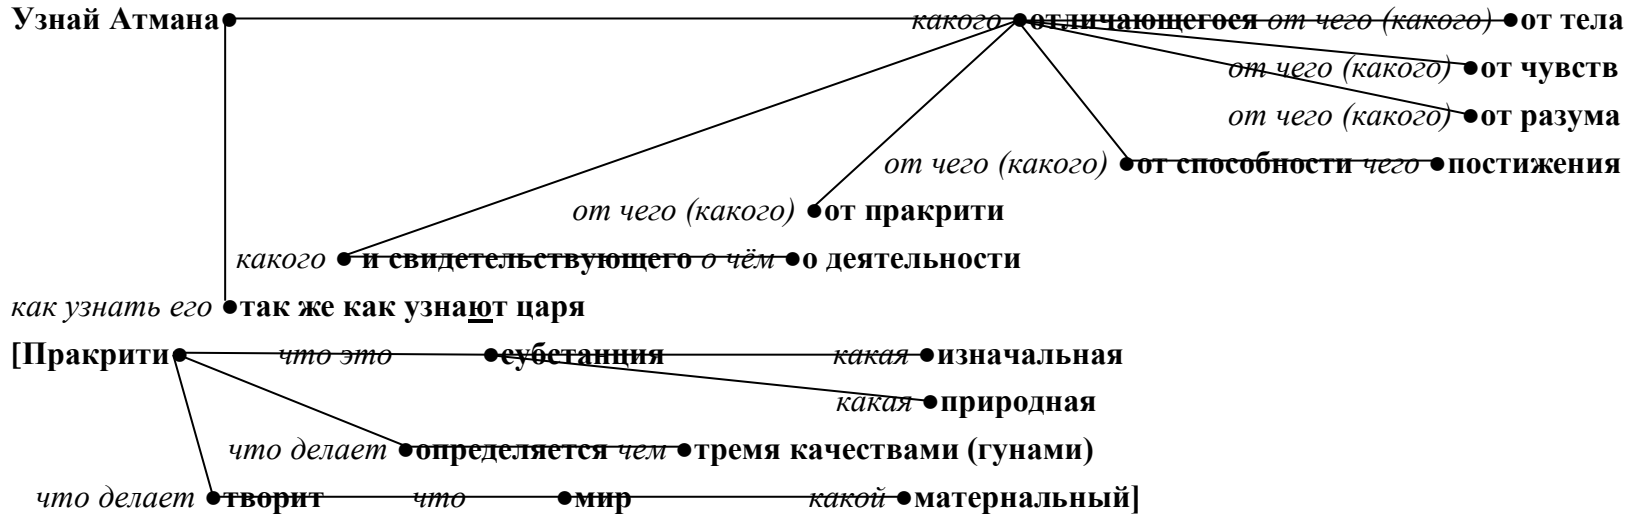 Узнай Атмана какого отличающегося от чего (какого) от тела
от чего (какого) от чувств
от чего (какого) от разума
от чего (какого) от способности чего постижения
от чего (какого) от пракрити
какого и свидетельствующего о чём о деятельности
как узнать его так же как узнают царя
[Пракрити что это субстанция какая изначальная
какая природная
что делает определяется чем тремя качествами (гунами)
что делает творит что мир какой матернальный]